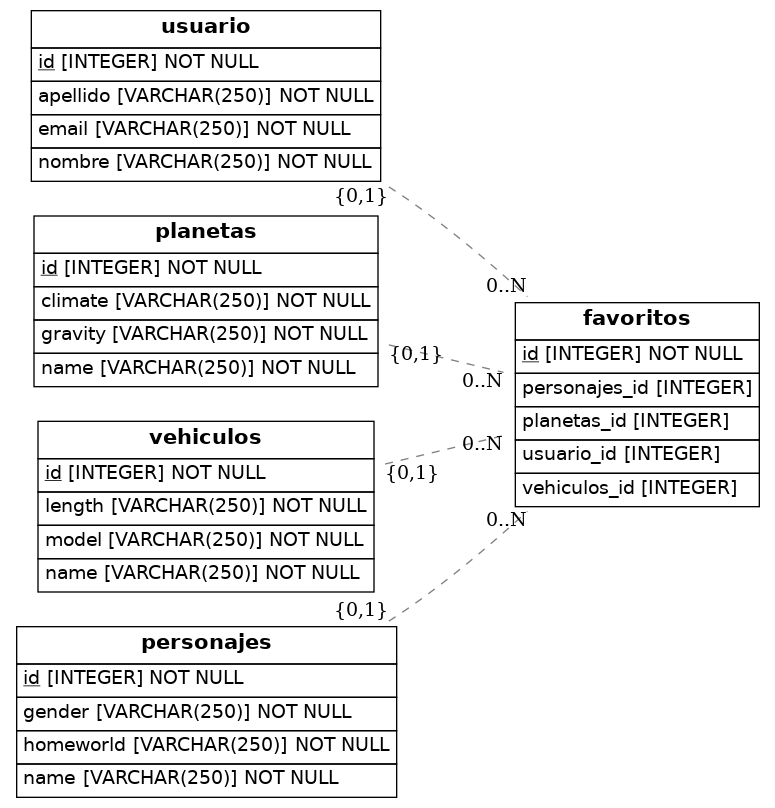 usuario
id [INTEGER] NOT NULL
apellido [VARCHAR(250)] NOT NULL
email [VARCHAR(250)] NOT NULL
nombre [VARCHAR(250)] NOT NULL
{0,1}
0..N
planetas
id [INTEGER] NOT NULL
climate [VARCHAR(250)] NOT NULL
gravity [VARCHAR(250)] NOT NULL
name [VARCHAR(250)] NOT NULL
{0,1}
0..N
favoritos
id [INTEGER] NOT NULL
personajes_id [INTEGER]
planetas_id [INTEGER]
usuario_id [INTEGER]
vehiculos_id [INTEGER]
vehiculos
id [INTEGER] NOT NULL
length [VARCHAR(250)] NOT NULL
model [VARCHAR(250)] NOT NULL
name [VARCHAR(250)] NOT NULL
0..N
{0,1}
0..N
{0,1}
personajes
id [INTEGER] NOT NULL
gender [VARCHAR(250)] NOT NULL
homeworld [VARCHAR(250)] NOT NULL
name [VARCHAR(250)] NOT NULL